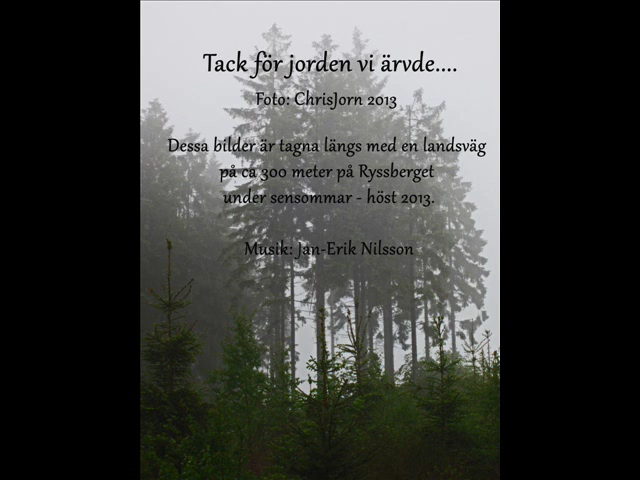 Tack för jorden vi ärvde....
Foto: ChrisJorn 2013
Dessa bilder är tagna längs med en landsväg
på ca 300 meter på Ryssberget
under sensommar - höst 2013.
Musik: Jan-Erik Nilsson